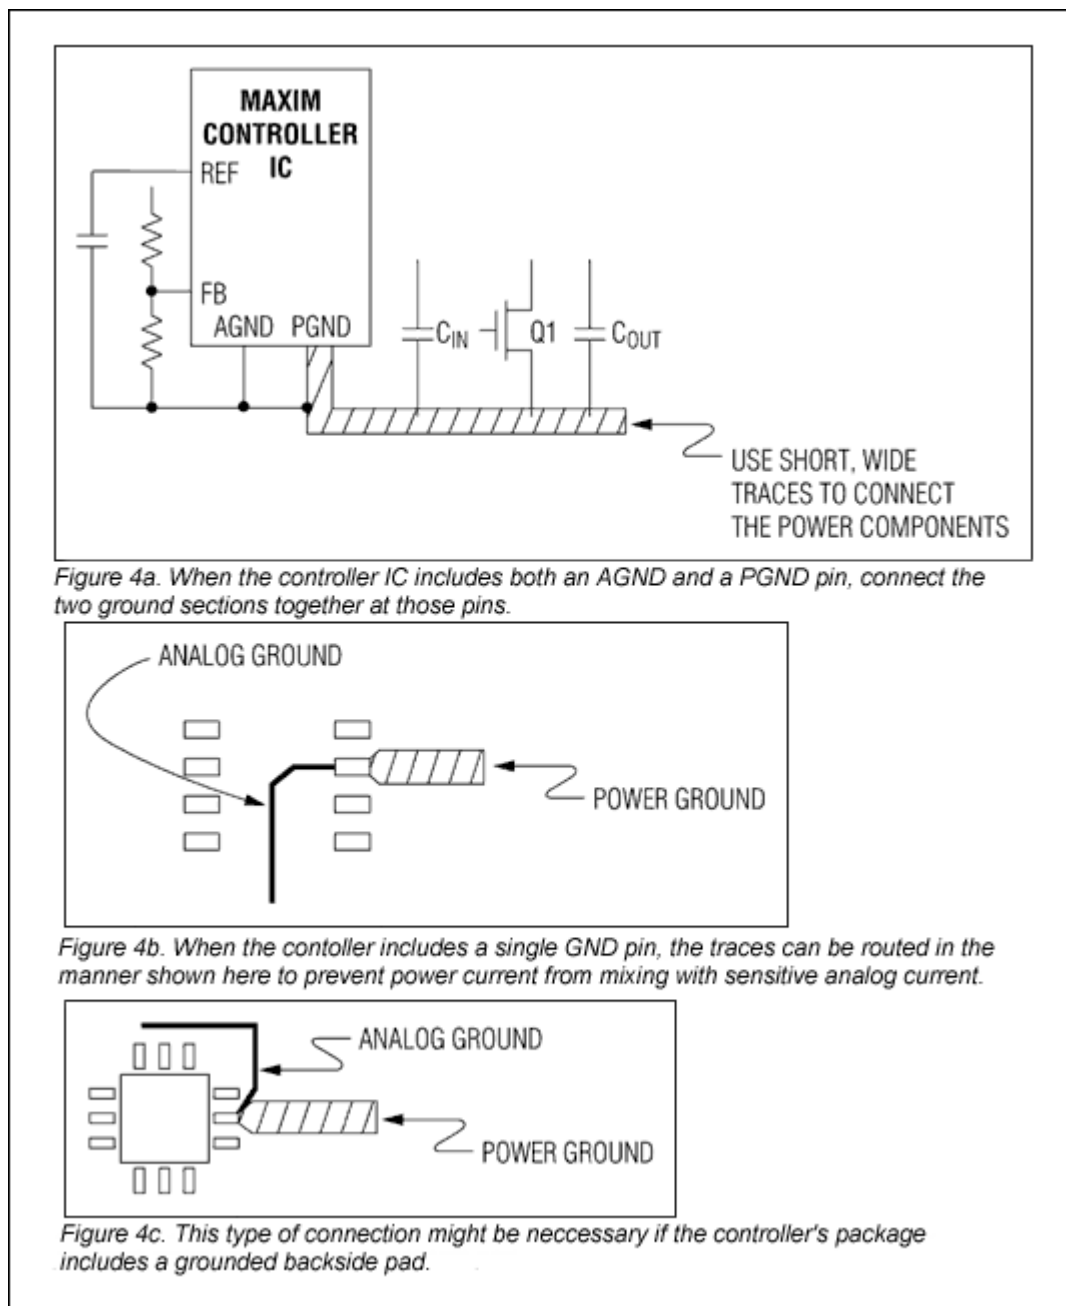 MAXIM
CONTROLLER
IC
REF
FB
AGND PGND
CIN
Q1
COUT
USE SHORT, WIDE
TRACES TO CONNECT
THE POWER COMPONENTS
Figure 4a. When the controller IC includes both an AGND and a PGND pin, connect the
two ground sections together at those pins.
ANALOG GROUND
POWER GROUND
Figure 4b. When the contoller includes a single GND pin, the traces can be routed in the
manner shown here to prevent power current from mixing with sensitive analog current.
ANALOG GROUND
POWER GROUND
Figure 4c. This type of connection might be neccessary if the controller's package
includes a grounded backside pad.